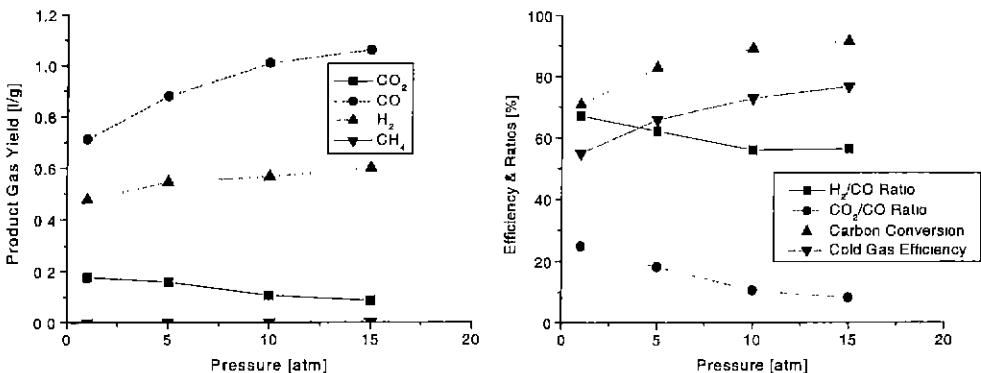 1.2
1.0
0.8
0.6
0.4
0.2
0.0
0
5
10
15
20
Product Gas Yield [l/g]
Pressure [atm]
CO₂
CO
H₂
CH₄
100
80
60
40
20
0
0
5
10
15
20
Efficiency & Ratios [%]
Pressure [atm]
H₂/CO Ratio
CO₂/CO Ratio
Carbon Conversion
Cold Gas Efficiency